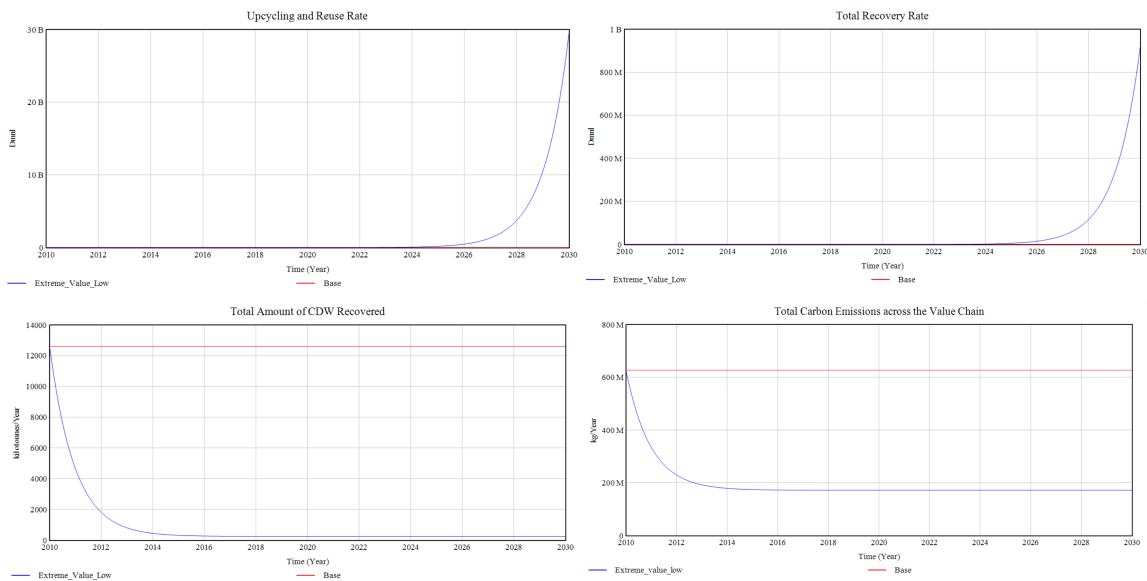 Upcycling and Reuse Rate
30 B
20 B
10 B
0
Dmnl
2010 2012 2014 2016 2018 2020 2022 2024 2026 2028 2030
Time (Year)
Extreme_Value_Low Base
Total Recovery Rate
1 B
800 M
600 M
400 M
200 M
0
Dmnl
2010 2012 2014 2016 2018 2020 2022 2024 2026 2028 2030
Time (Year)
Extreme_Value_Low Base
Total Amount of CDW Recovered
14000
12000
10000
8000
6000
4000
2000
0
kilotonnes/Year
2010 2012 2014 2016 2018 2020 2022 2024 2026 2028 2030
Time (Year)
Extreme_Value_Low Base
Total Carbon Emissions across the Value Chain
800 M
600 M
400 M
200 M
0
kg/Year
2010 2012 2014 2016 2018 2020 2022 2024 2026 2028 2030
Time (Year)
Extreme_value_low Base